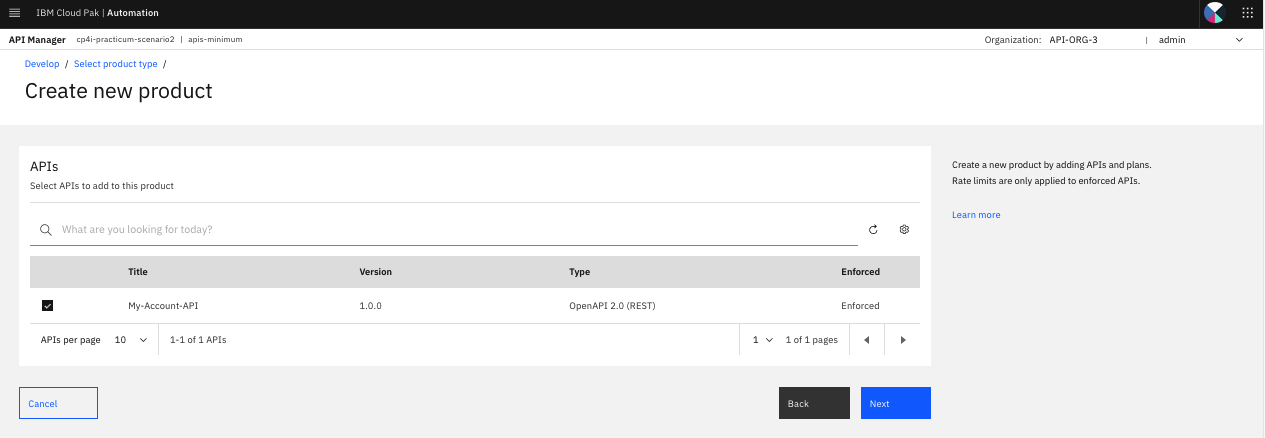 IBM Cloud Pak | Automation
API Manager cp4i-practicum-scenario2 | apis-minimum Organization: API-ORG-3 | admin
Develop / Select product type /
Create new product
APIs
Select APIs to add to this product
What are you looking for today?
Title Version Type Enforced
My-Account-API 1.0.0 OpenAPI 2.0 (REST) Enforced
APIs per page 10 1-1 of 1 APIs 1 1 of 1 pages
Cancel Back Next
Create a new product by adding APIs and plans.
Rate limits are only applied to enforced APIs.
Learn more